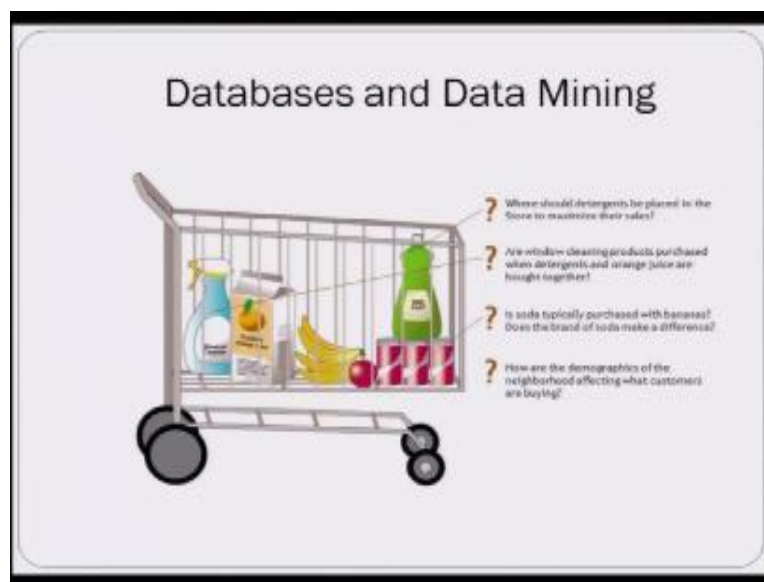 Databases and Data Mining
? Where should detergents be placed in the
Store to maximize their sales?
? Are window cleaning products purchased
when detergents and orange juice are
bought together?
? Is soda typically purchased with bananas?
Does the brand of soda make a difference?
? How are the demographics of the
neighborhood affecting what customers
are buying?